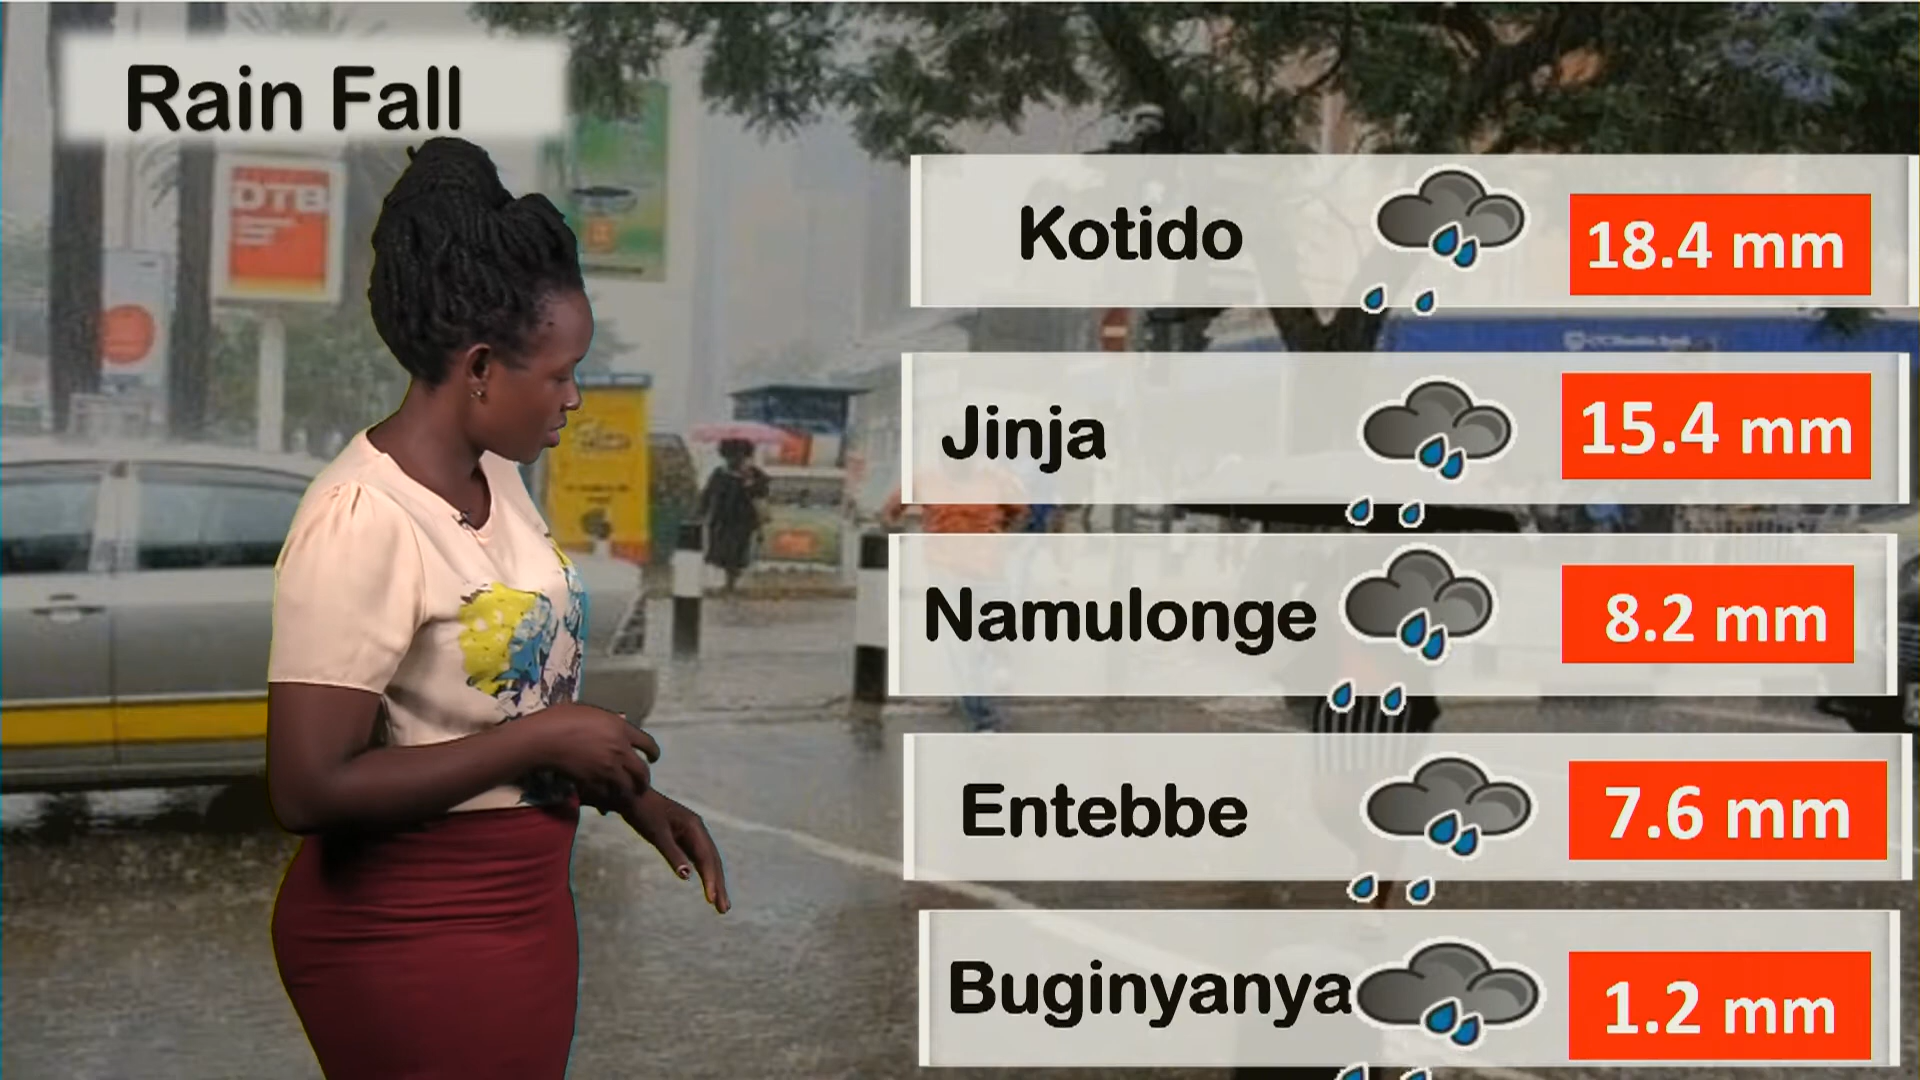 Rain Fall
DTB
Kotido 18.4 mm
Jinja 15.4 mm
Namulonge 8.2 mm
Entebbe 7.6 mm
Buginyanya 1.2 mm